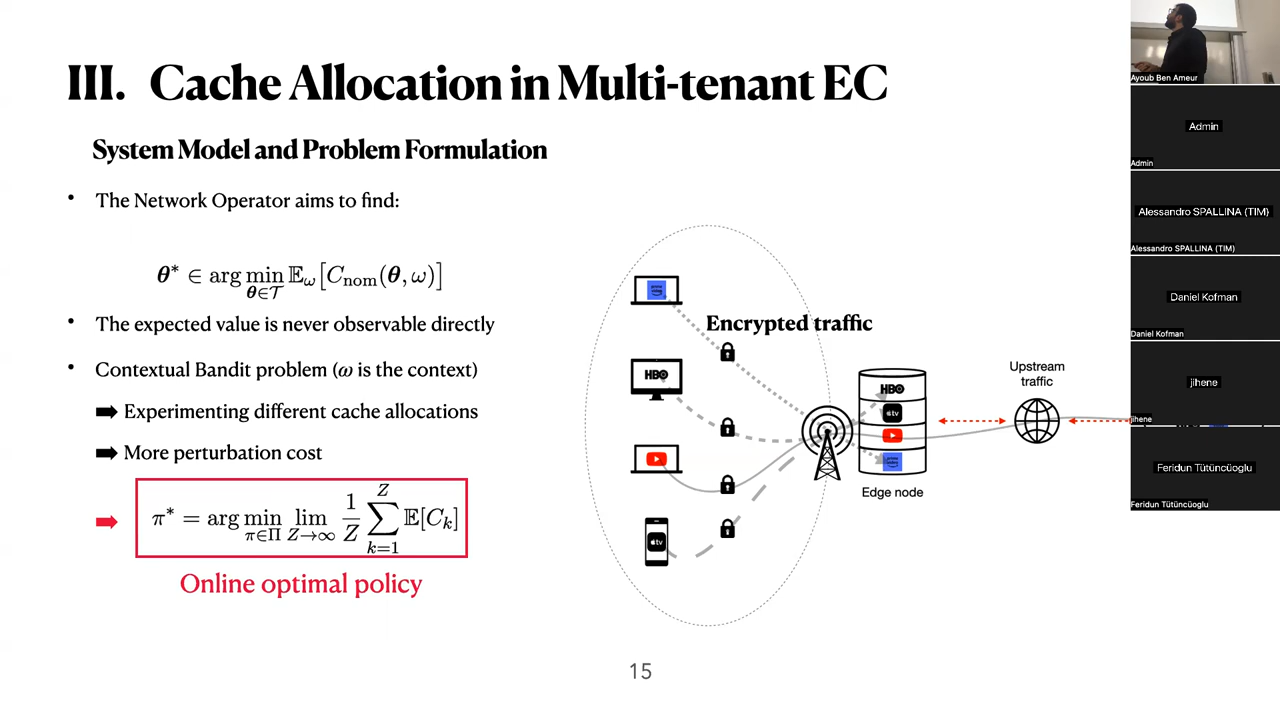 III. Cache Allocation in Multi-tenant EC
System Model and Problem Formulation
• The Network Operator aims to find:
θ* ∈ arg min_{θ∈𝒯} 𝔼_ω[C_nom(θ, ω)]
• The expected value is never observable directly
• Contextual Bandit problem (ω is the context)
➡ Experimenting different cache allocations
➡ More perturbation cost
➡ π* = arg min_{π∈Π} lim_{Z→∞} 1/Z ∑_{k=1}^{Z} 𝔼[C_k]
Online optimal policy
Encrypted traffic
HBO
tv
HBO
tv
Edge node
Upstream
traffic
15
Ayoub Ben Ameur
Admin
Admin
Alessandro SPALLINA (TIM)
Alessandro SPALLINA (TIM)
Daniel Kofman
Daniel Kofman
jihene
jihene
Feridun Tütüncüoglu
Feridun Tütüncüoglu